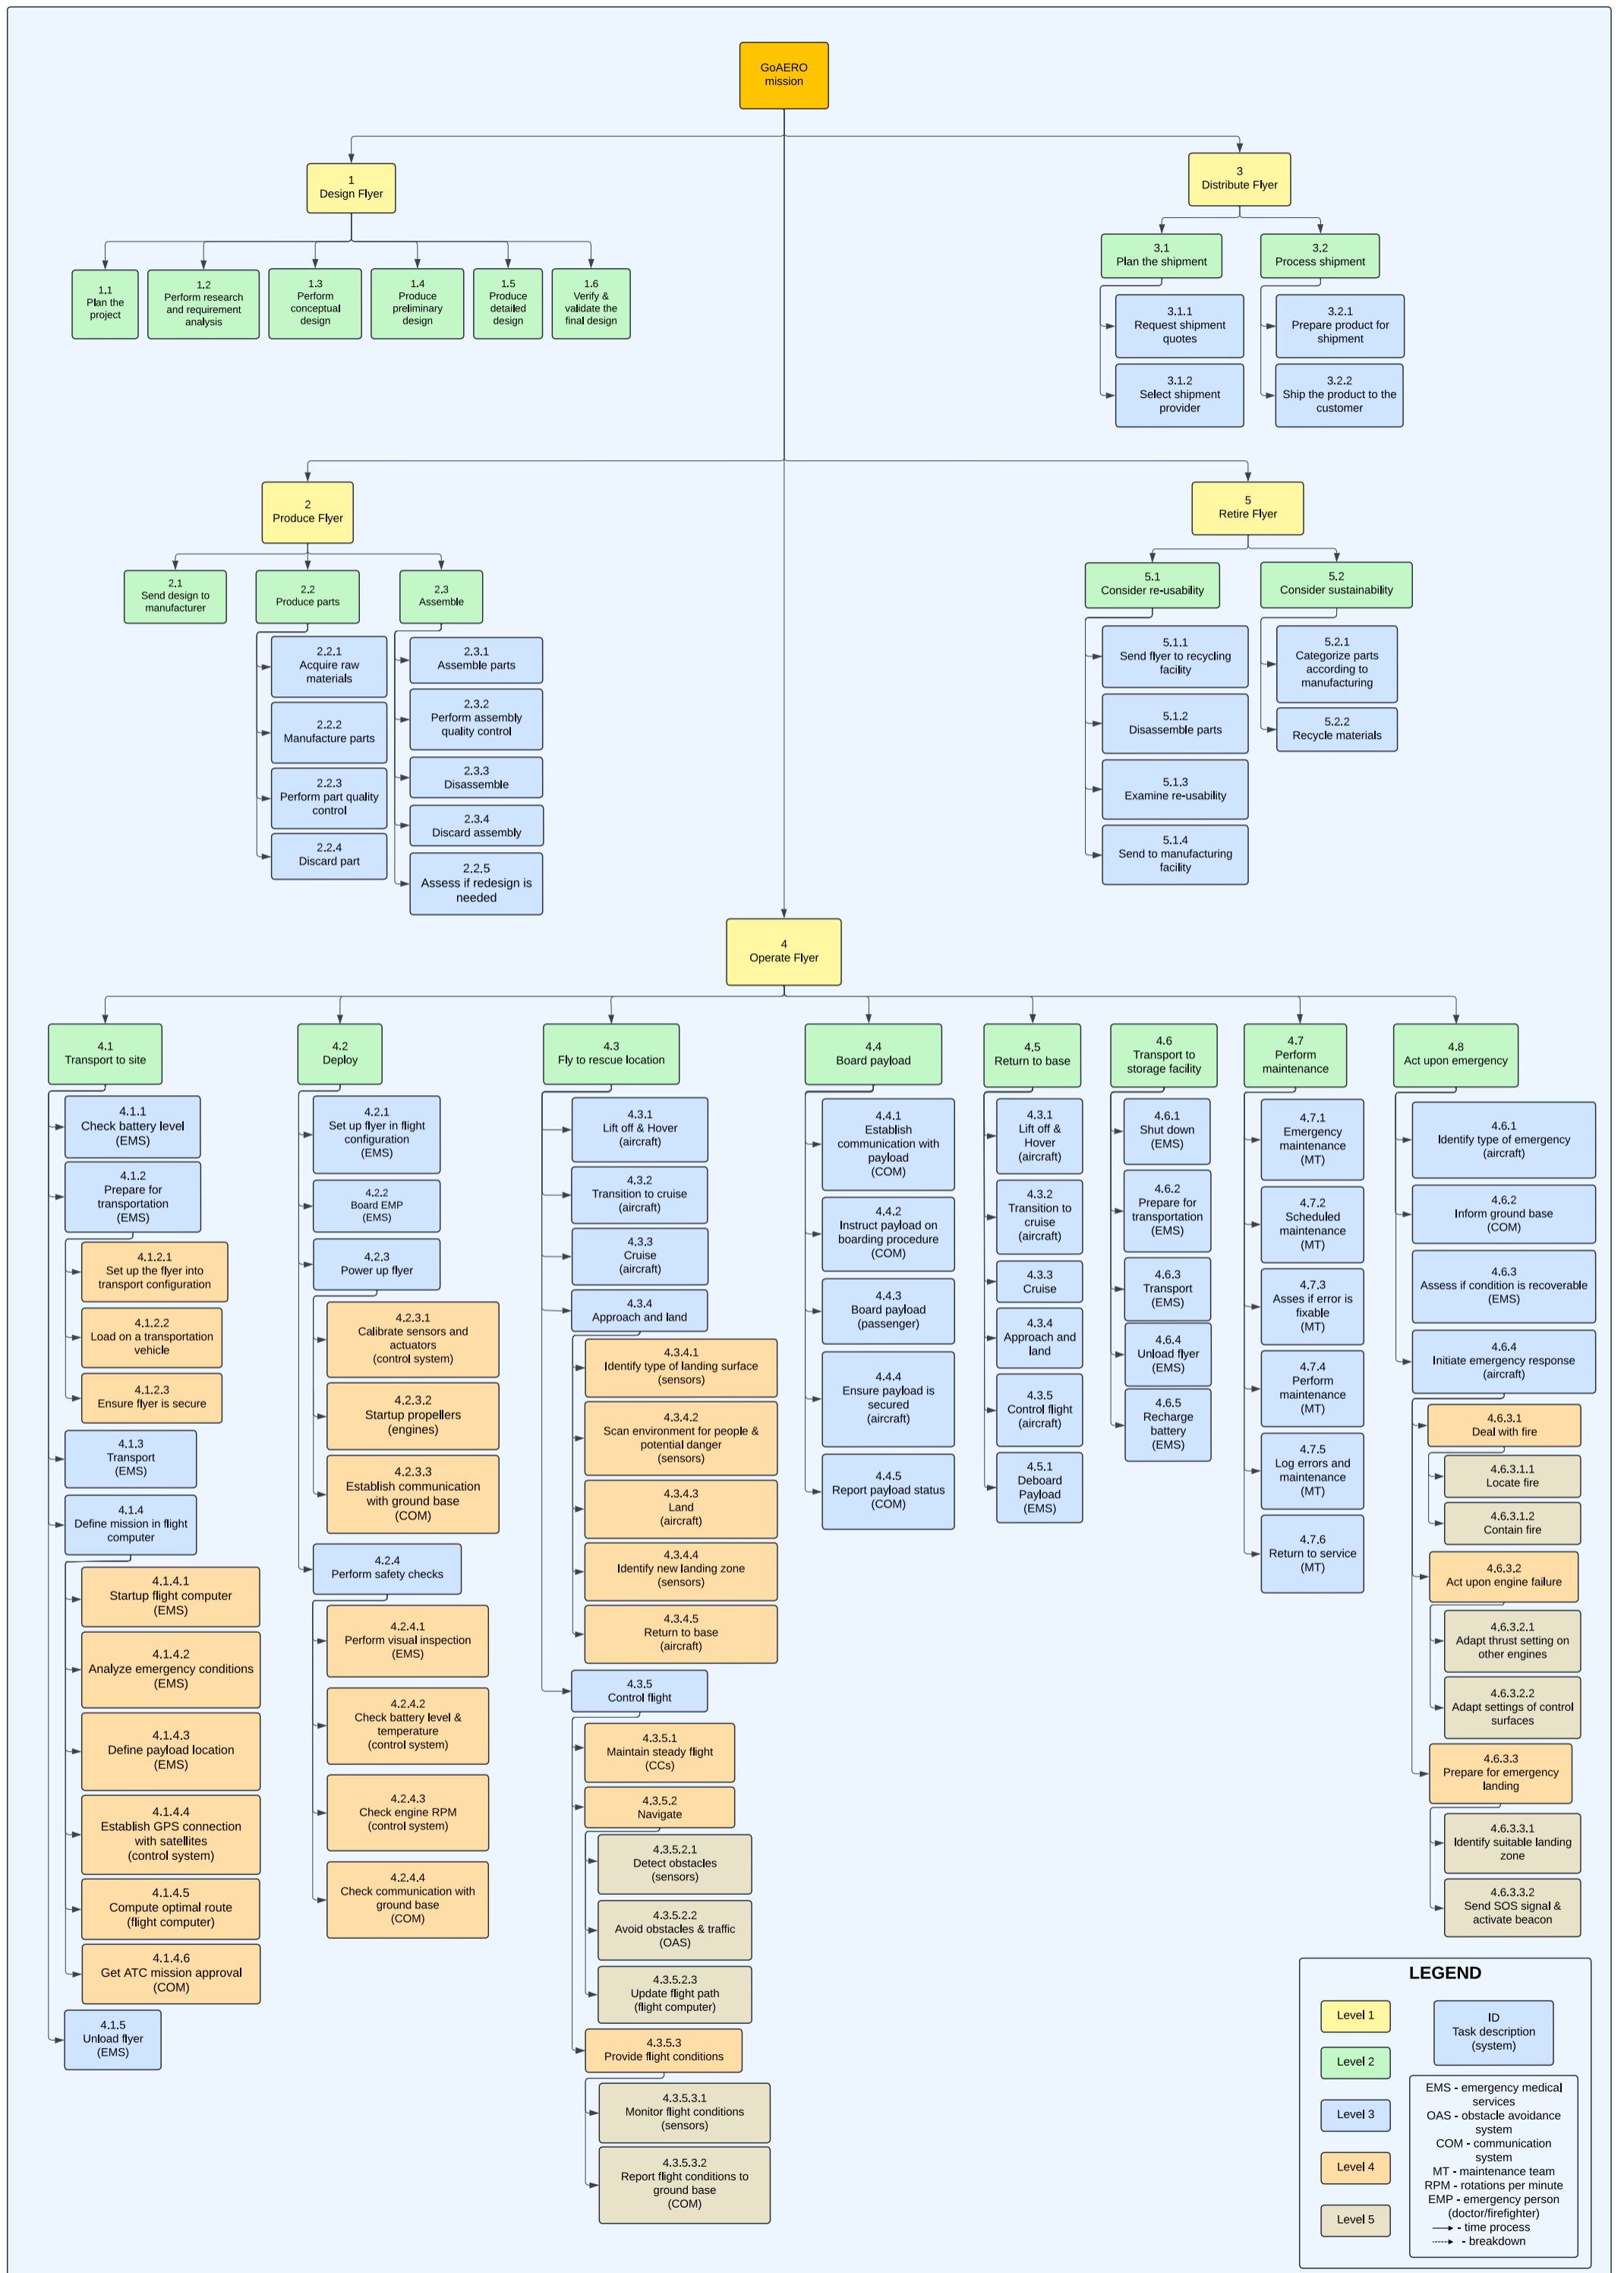 GoAERO
mission
1
Design Flyer
3
Distribute Flyer
1.1
Plan the
project
1.2
Perform research
and requirement
analysis
1.3
Perform
conceptual
design
1.4
Produce
preliminary
design
1.5
Produce
detailed
design
1.6
Verify &
validate the
final design
3.1
Plan the shipment
3.1.1
Request shipment
quotes
3.1.2
Select shipment
provider
3.2
Process shipment
3.2.1
Prepare product for
shipment
3.2.2
Ship the product to the
customer
2
Produce Flyer
2.1
Send design to
manufacturer
2.2
Produce parts
2.2.1
Acquire raw
materials
2.2.2
Manufacture parts
2.2.3
Perform part quality
control
2.2.4
Discard part
2.3
Assemble
2.3.1
Assemble parts
2.3.2
Perform assembly
quality control
2.3.3
Disassemble
2.3.4
Discard assembly
2.2.5
Assess if redesign is
needed
5
Retire Flyer
5.1
Consider re-usability
5.1.1
Send flyer to recycling
facility
5.1.2
Disassemble parts
5.1.3
Examine re-usability
5.1.4
Send to manufacturing
facility
5.2
Consider sustainability
5.2.1
Categorize parts
according to
manufacturing
5.2.2
Recycle materials
4
Operate Flyer
4.1
Transport to site
4.1.1
Check battery level
(EMS)
4.1.2
Prepare for
transportation
(EMS)
4.1.2.1
Set up the flyer into
transport configuration
4.1.2.2
Load on a transportation
vehicle
4.1.2.3
Ensure flyer is secure
4.1.3
Transport
(EMS)
4.1.4
Define mission in flight
computer
4.1.4.1
Startup flight computer
(EMS)
4.1.4.2
Analyze emergency conditions
(EMS)
4.1.4.3
Define payload location
(EMS)
4.1.4.4
Establish GPS connection
with satellites
(control system)
4.1.4.5
Compute optimal route
(flight computer)
4.1.4.6
Get ATC mission approval
(COM)
4.1.5
Unload flyer
(EMS)
4.2
Deploy
4.2.1
Set up flyer in flight
configuration
(EMS)
4.2.2
Board EMP
(EMS)
4.2.3
Power up flyer
4.2.3.1
Calibrate sensors and
actuators
(control system)
4.2.3.2
Startup propellers
(engines)
4.2.3.3
Establish communication
with ground base
(COM)
4.2.4
Perform safety checks
4.2.4.1
Perform visual inspection
(EMS)
4.2.4.2
Check battery level &
temperature
(control system)
4.2.4.3
Check engine RPM
(control system)
4.2.4.4
Check communication with
ground base
(COM)
4.3
Fly to rescue location
4.3.1
Lift off & Hover
(aircraft)
4.3.2
Transition to cruise
(aircraft)
4.3.3
Cruise
(aircraft)
4.3.4
Approach and land
4.3.4.1
Identify type of landing surface
(sensors)
4.3.4.2
Scan environment for people &
potential danger
(sensors)
4.3.4.3
Land
(aircraft)
4.3.4.4
Identify new landing zone
(sensors)
4.3.4.5
Return to base
(aircraft)
4.3.5
Control flight
4.3.5.1
Maintain steady flight
(CCs)
4.3.5.2
Navigate
4.3.5.2.1
Detect obstacles
(sensors)
4.3.5.2.2
Avoid obstacles & traffic
(OAS)
4.3.5.2.3
Update flight path
(flight computer)
4.3.5.3
Provide flight conditions
4.3.5.3.1
Monitor flight conditions
(sensors)
4.3.5.3.2
Report flight conditions to
ground base
(COM)
4.4
Board payload
4.4.1
Establish
communication with
payload
(COM)
4.4.2
Instruct payload on
boarding procedure
(COM)
4.4.3
Board payload
(passenger)
4.4.4
Ensure payload is
secured
(aircraft)
4.4.5
Report payload status
(COM)
4.5
Return to base
4.3.1
Lift off &
Hover
(aircraft)
4.3.2
Transition to
cruise
(aircraft)
4.3.3
Cruise
4.3.4
Approach and
land
4.3.5
Control flight
(aircraft)
4.5.1
Deboard
Payload
(EMS)
4.6
Transport to
storage facility
4.6.1
Shut down
(EMS)
4.6.2
Prepare for
transportation
(EMS)
4.6.3
Transport
(EMS)
4.6.4
Unload flyer
(EMS)
4.6.5
Recharge
battery
(EMS)
4.7
Perform
maintenance
4.7.1
Emergency
maintenance
(MT)
4.7.2
Scheduled
maintenance
(MT)
4.7.3
Asses if error is
fixable
(MT)
4.7.4
Perform
maintenance
(MT)
4.7.5
Log errors and
maintenance
(MT)
4.7.6
Return to service
(MT)
4.8
Act upon emergency
4.6.1
Identify type of emergency
(aircraft)
4.6.2
Inform ground base
(COM)
4.6.3
Assess if condition is recoverable
(EMS)
4.6.4
Initiate emergency response
(aircraft)
4.6.3.1
Deal with fire
4.6.3.1.1
Locate fire
4.6.3.1.2
Contain fire
4.6.3.2
Act upon engine failure
4.6.3.2.1
Adapt thrust setting on
other engines
4.6.3.2.2
Adapt settings of control
surfaces
4.6.3.3
Prepare for emergency
landing
4.6.3.3.1
Identify suitable landing
zone
4.6.3.3.2
Send SOS signal &
activate beacon
LEGEND
Level 1
Level 2
Level 3
Level 4
Level 5
ID
Task description
(system)
EMS - emergency medical
services
OAS - obstacle avoidance
system
COM - communication
system
MT - maintenance team
RPM - rotations per minute
EMP - emergency person
(doctor/firefighter)
- time process
- breakdown